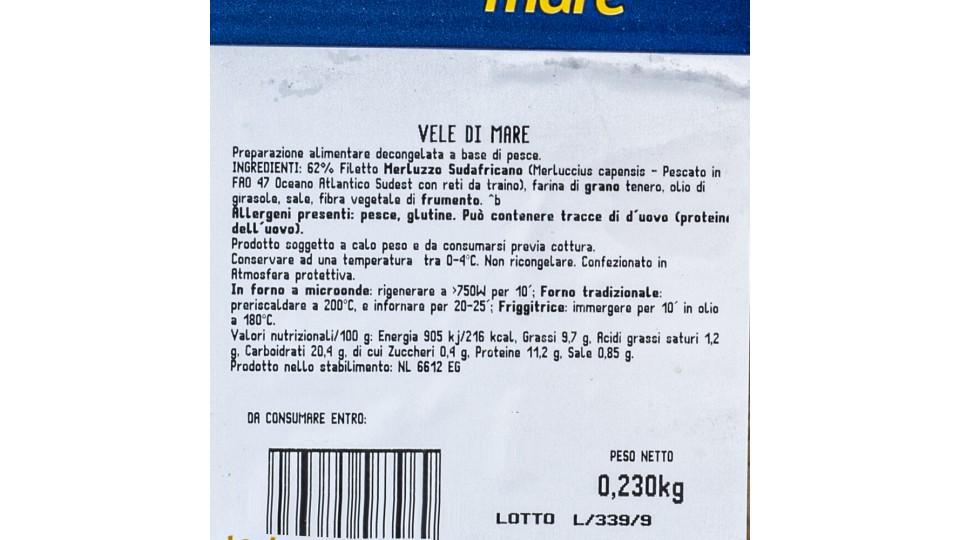 mare
VELE DI MARE
Preparazione alimentare decongelata a base di pesce.
INGREDIENTI: 62% Filetto Merluzzo Sudafricano (Merluccius capensis - Pescato in
FAO 47 Oceano Atlantico Sudest con reti da traino), farina di grano tenero, olio di
girasole, sale, fibra vegetale di frumento. ^b
Allergeni presenti: pesce, glutine. Può contenere tracce di d'uovo (proteine
dell'uovo).
Prodotto soggetto a calo peso e da consumarsi previa cottura.
Conservare ad una temperatura tra 0-4°C. Non ricongelare. Confezionato in
Atmosfera protettiva.
In forno a microonde: rigenerare a >750W per 10´; Forno tradizionale:
preriscaldare a 200°C, e infornare per 20-25´; Friggitrice: immergere per 10´ in olio
a 180°C.
Valori nutrizionali/100 g: Energia 905 kj/216 kcal, Grassi 9,7 g, Acidi grassi saturi 1,2
g, Carboidrati 20,4 g, di cui Zuccheri 0,4 g, Proteine 11,2 g, Sale 0,85 g.
Prodotto nello stabilimento: NL 6612 EG
DA CONSUMARE ENTRO:
PESO NETTO
0,230kg
LOTTO L/339/9